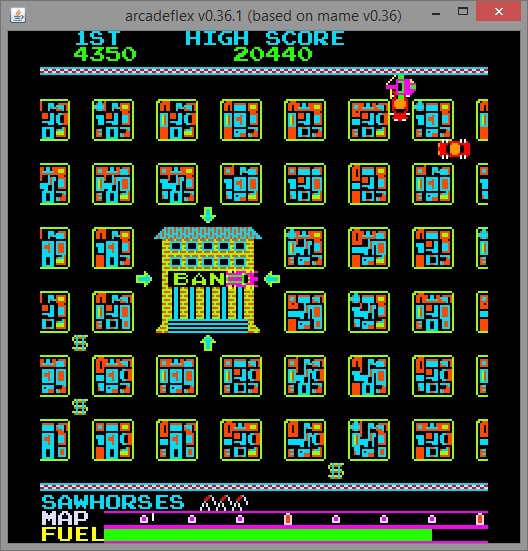 arcadeflex v0.36.1 (based on mame v0.36)
1ST HIGH SCORE
4350 20440
BAN
SAWHORSES
MAP
FUEL